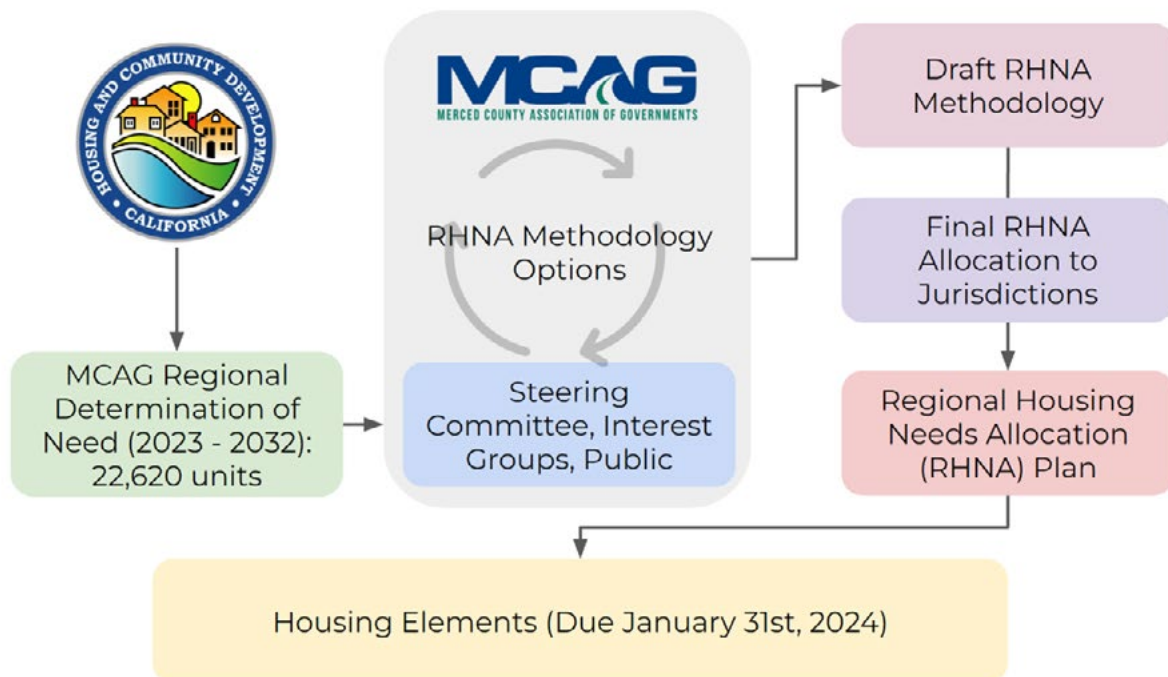 HOUSING AND COMMUNITY DEVELOPMENT
• CALIFORNIA •
MCAG Regional
Determination of
Need (2023 - 2032):
22,620 units
MCAG
MERCED COUNTY ASSOCIATION OF GOVERNMENTS
RHNA Methodology
Options
Steering
Committee, Interest
Groups, Public
Draft RHNA
Methodology
Final RHNA
Allocation to
Jurisdictions
Regional Housing
Needs Allocation
(RHNA) Plan
Housing Elements (Due January 31st, 2024)